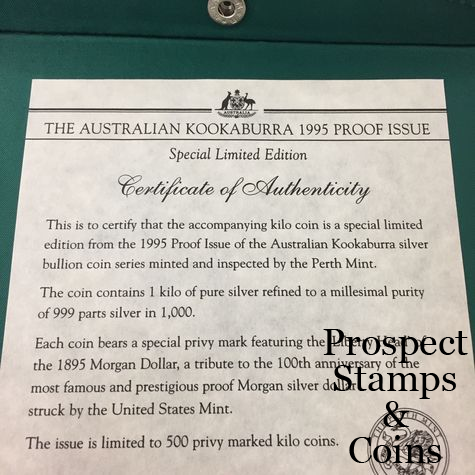 AUSTRALIA
THE AUSTRALIAN KOOKABURRA 1995 PROOF ISSUE
Special Limited Edition
Certificate of Authenticity
This is to certify that the accompanying kilo coin is a special limited
edition from the 1995 Proof Issue of the Australian Kookaburra silver
bullion coin series minted and inspected by the Perth Mint.
The coin contains 1 kilo of pure silver refined to a millesimal purity
of 999 parts silver in 1,000.
Each coin bears a special privy mark featuring the Liberty Head of
the 1895 Morgan Dollar, a tribute to the 100th anniversary of the
most famous and prestigious proof Morgan silver dollar
struck by the United States Mint.
The issue is limited to 500 privy marked kilo coins.
Prospect
Stamps
&
Coins